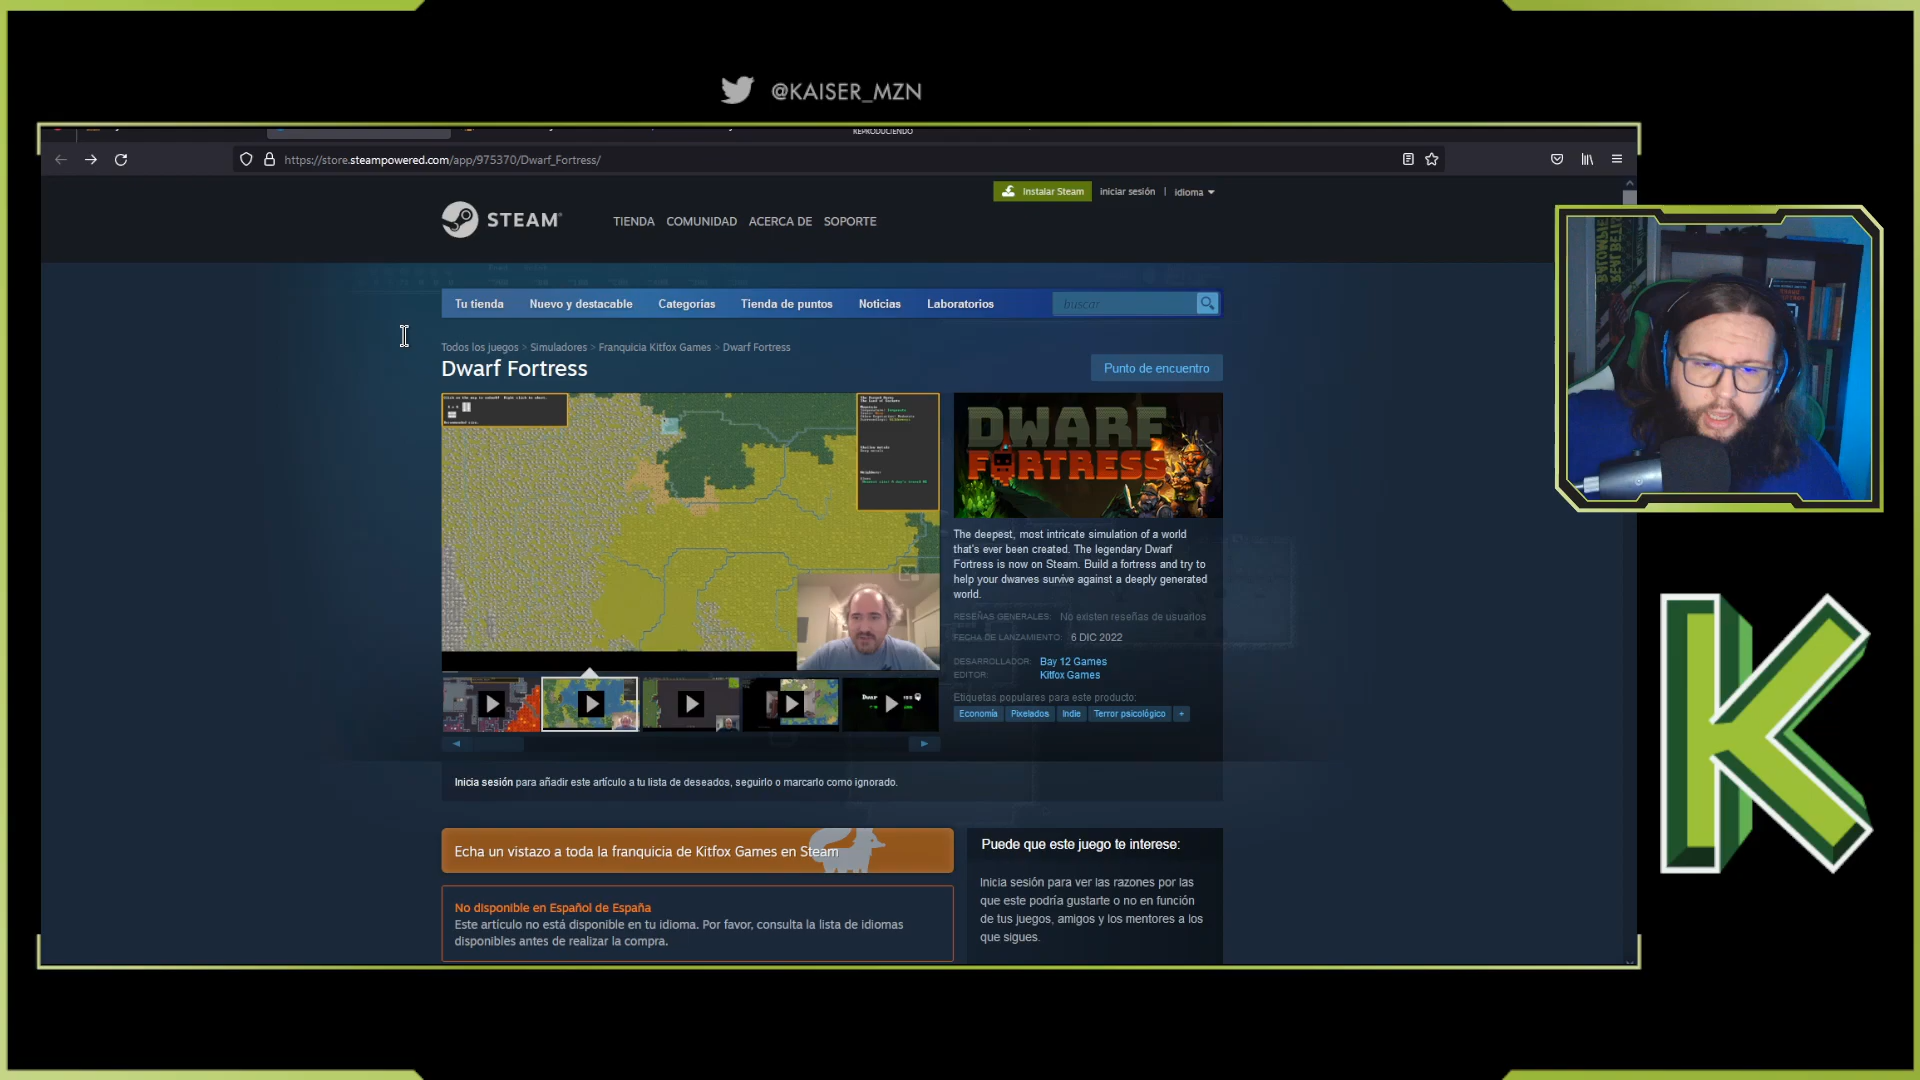 @KAISER_MZN
REPRODUCIENDO
https://store.steampowered.com/app/975370/Dwarf_Fortress/
Instalar Steam
iniciar sesión | idioma
STEAM
TIENDA COMUNIDAD ACERCA DE SOPORTE
Tu tienda Nuevo y destacable Categorías Tienda de puntos Noticias Laboratorios buscar
Todos los juegos > Simuladores > Franquicia Kitfox Games > Dwarf Fortress
Dwarf Fortress
Punto de encuentro
DWARF
FORTRESS
The deepest, most intricate simulation of a world
that's ever been created. The legendary Dwarf
Fortress is now on Steam. Build a fortress and try to
help your dwarves survive against a deeply generated
world.
RESEÑAS GENERALES: No existen reseñas de usuarios
FECHA DE LANZAMIENTO: 6 DIC 2022
DESARROLLADOR: Bay 12 Games
EDITOR: Kitfox Games
Etiquetas populares para este producto:
Economía Pixelados Indie Terror psicológico +
Inicia sesión para añadir este artículo a tu lista de deseados, seguirlo o marcarlo como ignorado.
Echa un vistazo a toda la franquicia de Kitfox Games en Steam
No disponible en Español de España
Este artículo no está disponible en tu idioma. Por favor, consulta la lista de idiomas
disponibles antes de realizar la compra.
Puede que este juego te interese:
Inicia sesión para ver las razones por las
que este podría gustarte o no en función
de tus juegos, amigos y los mentores a los
que sigues.
K